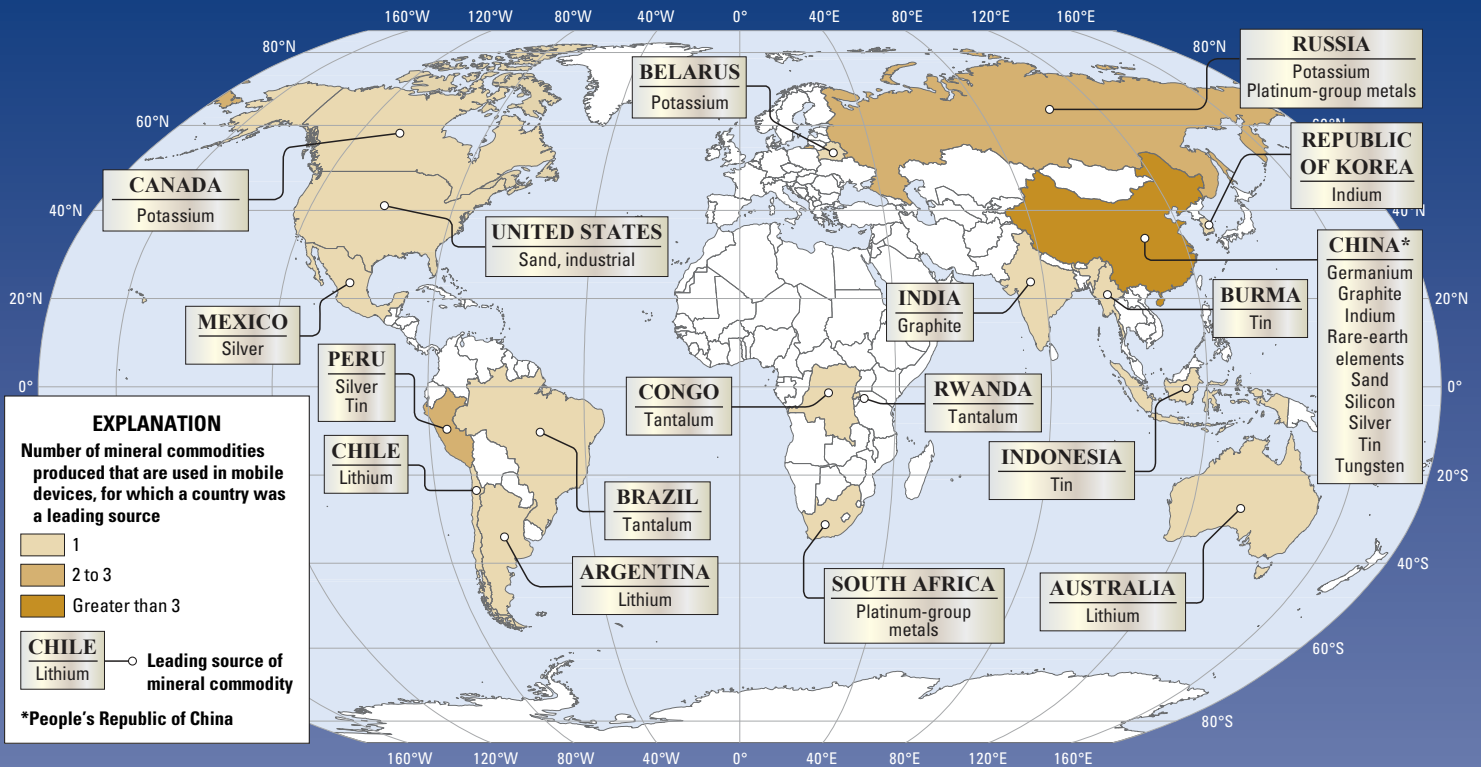 160°W 120°W 80°W 40°W 0° 40°E 80°E 120°E 160°E
80°N
80°N
60°N
60°N
40°N
40°N
20°N
20°N
0°
0°
20°S
40°S
60°S
80°S
160°W 120°W 80°W 40°W 0° 40°E 80°E 120°E 160°E
RUSSIA
Potassium
Platinum-group metals
BELARUS
Potassium
REPUBLIC
OF KOREA
Indium
CANADA
Potassium
UNITED STATES
Sand, industrial
CHINA*
Germanium
Graphite
Indium
Rare-earth
elements
Sand
Silicon
Silver
Tin
Tungsten
INDIA
Graphite
BURMA
Tin
MEXICO
Silver
PERU
Silver
Tin
CONGO
Tantalum
RWANDA
Tantalum
CHILE
Lithium
INDONESIA
Tin
BRAZIL
Tantalum
ARGENTINA
Lithium
SOUTH AFRICA
Platinum-group
metals
AUSTRALIA
Lithium
EXPLANATION
Number of mineral commodities
produced that are used in mobile
devices, for which a country was
a leading source
1
2 to 3
Greater than 3
CHILE
Lithium
Leading source of
mineral commodity
*People's Republic of China